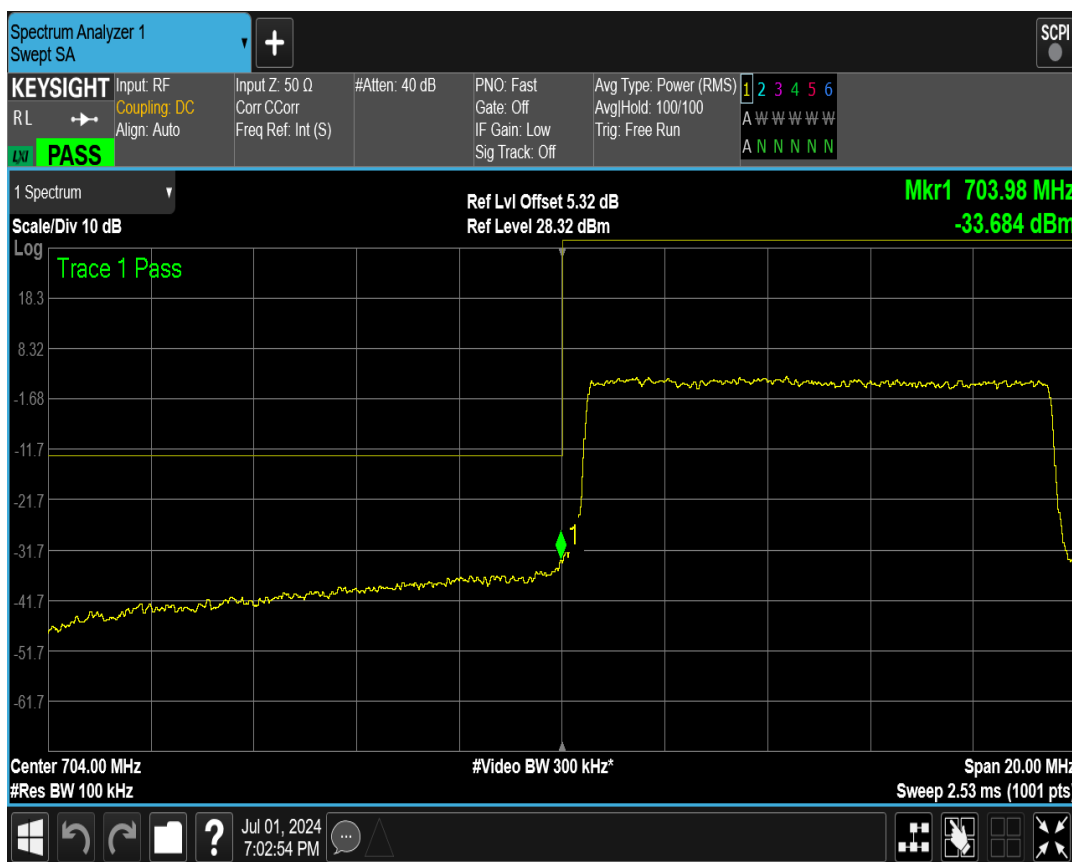 Spectrum Analyzer 1
Swept SA
+
SCPI
KEYSIGHT
RL
LXI
PASS
Input: RF
Coupling: DC
Align: Auto
Input Z: 50 Ω
Corr CCorr
Freq Ref: Int (S)
#Atten: 40 dB
PNO: Fast
Gate: Off
IF Gain: Low
Sig Track: Off
Avg Type: Power (RMS)
Avg|Hold: 100/100
Trig: Free Run
1 2 3 4 5 6
A W W W W W
A N N N N N
1 Spectrum
Scale/Div 10 dB
Ref Lvl Offset 5.32 dB
Ref Level 28.32 dBm
Mkr1 703.98 MHz
-33.684 dBm
Log
Trace 1 Pass
18.3
8.32
-1.68
-11.7
-21.7
-31.7
-41.7
-51.7
-61.7
1
Center 704.00 MHz
#Video BW 300 kHz*
Span 20.00 MHz
#Res BW 100 kHz
Sweep 2.53 ms (1001 pts)
?
Jul 01, 2024
7:02:54 PM